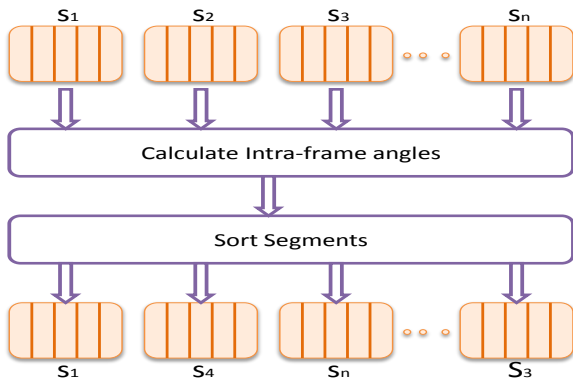 S1 S2 S3 Sn
Calculate Intra-frame angles
Sort Segments
S1 S4 Sn S3